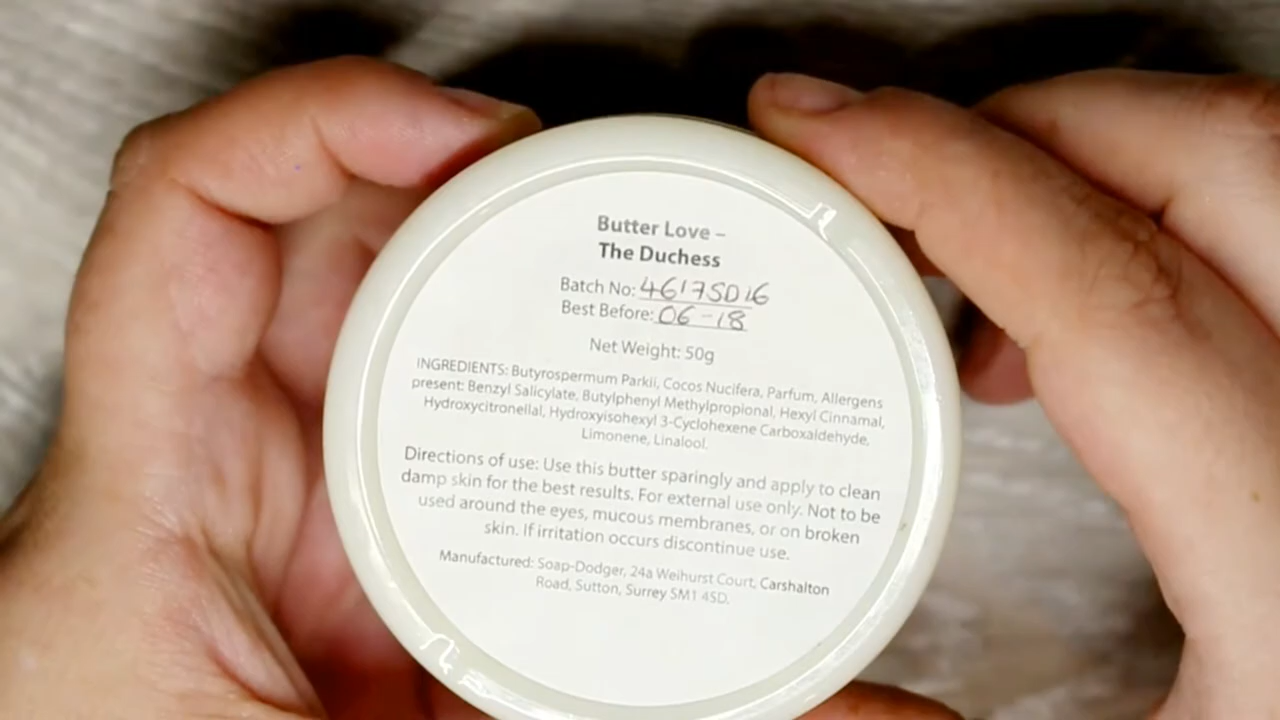 Butter Love –
The Duchess
Batch No: 4617SD16
Best Before: 06-18
Net Weight: 50g
INGREDIENTS: Butyrospermum Parkii, Cocos Nucifera, Parfum, Allergens
present: Benzyl Salicylate, Butylphenyl Methylpropional, Hexyl Cinnamal,
Hydroxycitronellal, Hydroxyisohexyl 3-Cyclohexene Carboxaldehyde,
Limonene, Linalool.
Directions of use: Use this butter sparingly and apply to clean
damp skin for the best results. For external use only. Not to be
used around the eyes, mucous membranes, or on broken
skin. If irritation occurs discontinue use.
Manufactured: Soap-Dodger, 24a Weihurst Court, Carshalton
Road, Sutton, Surrey SM1 4SD.